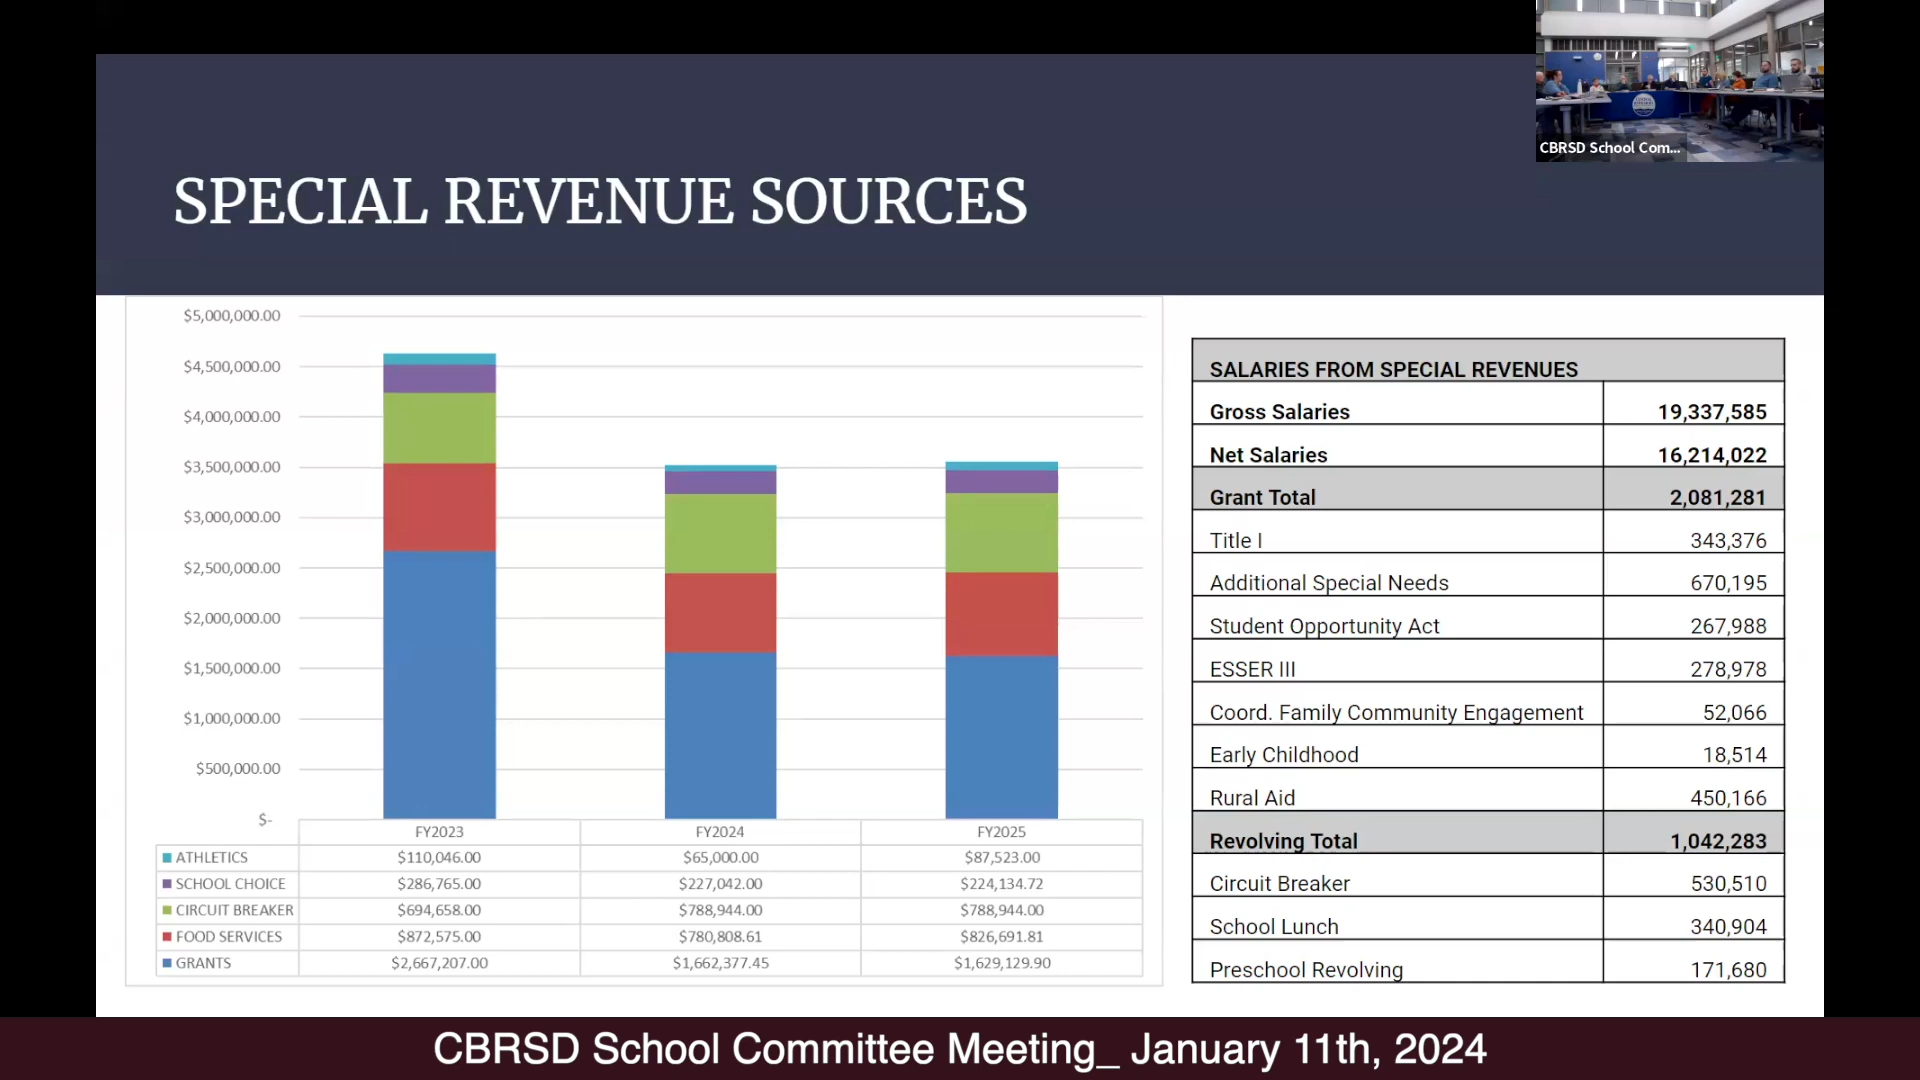 CBRSD School Com...
SPECIAL REVENUE SOURCES
$5,000,000.00
$4,500,000.00
$4,000,000.00
$3,500,000.00
$3,000,000.00
$2,500,000.00
$2,000,000.00
$1,500,000.00
$1,000,000.00
$500,000.00
$-
FY2023 FY2024 FY2025
ATHLETICS $110,046.00 $65,000.00 $87,523.00
SCHOOL CHOICE $286,765.00 $227,042.00 $224,134.72
CIRCUIT BREAKER $694,658.00 $788,944.00 $788,944.00
FOOD SERVICES $872,575.00 $780,808.61 $826,691.81
GRANTS $2,667,207.00 $1,662,377.45 $1,629,129.90
SALARIES FROM SPECIAL REVENUES
Gross Salaries 19,337,585
Net Salaries 16,214,022
Grant Total 2,081,281
Title I 343,376
Additional Special Needs 670,195
Student Opportunity Act 267,988
ESSER III 278,978
Coord. Family Community Engagement 52,066
Early Childhood 18,514
Rural Aid 450,166
Revolving Total 1,042,283
Circuit Breaker 530,510
School Lunch 340,904
Preschool Revolving 171,680
CBRSD School Committee Meeting_ January 11th, 2024